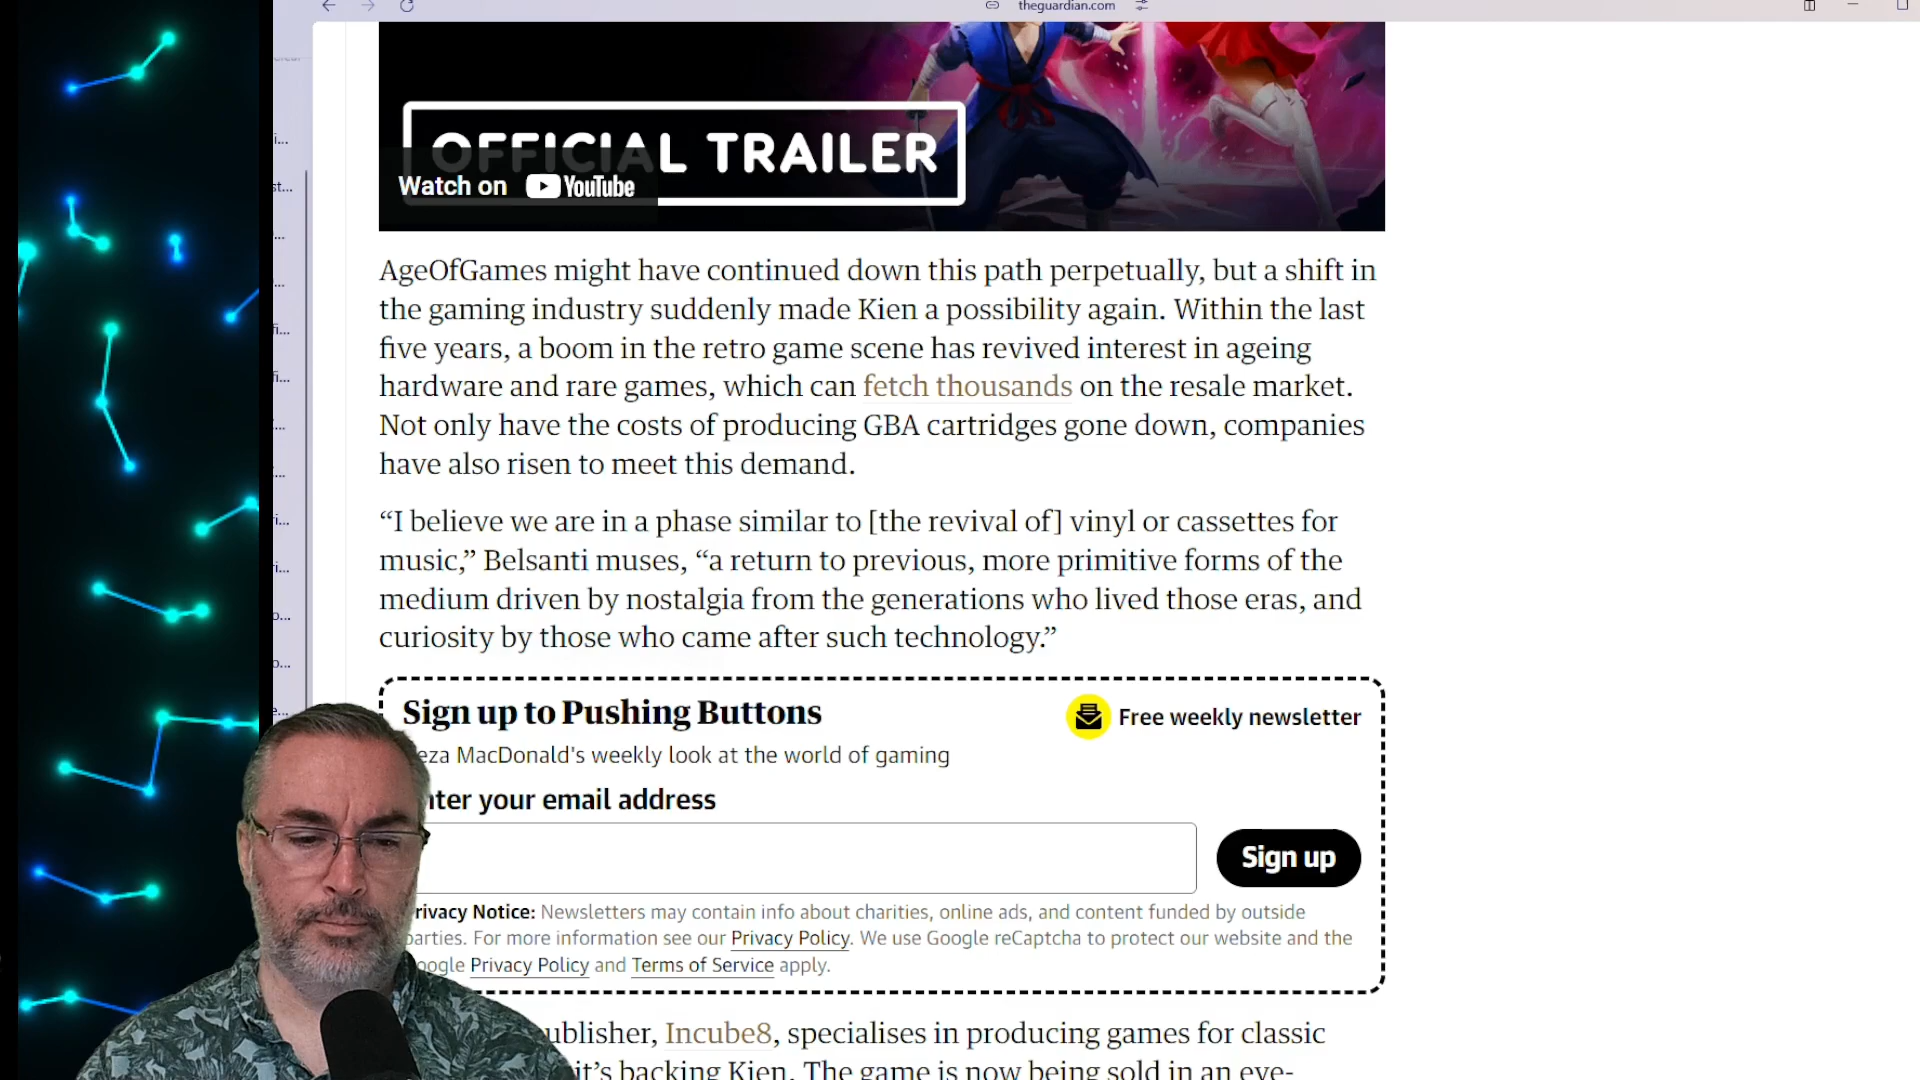 theguardian.com
OFFICIAL TRAILER
Watch on YouTube
AgeOfGames might have continued down this path perpetually, but a shift in
the gaming industry suddenly made Kien a possibility again. Within the last
five years, a boom in the retro game scene has revived interest in ageing
hardware and rare games, which can fetch thousands on the resale market.
Not only have the costs of producing GBA cartridges gone down, companies
have also risen to meet this demand.
“I believe we are in a phase similar to [the revival of] vinyl or cassettes for
music,” Belsanti muses, “a return to previous, more primitive forms of the
medium driven by nostalgia from the generations who lived those eras, and
curiosity by those who came after such technology.”
Sign up to Pushing Buttons
Free weekly newsletter
eza MacDonald's weekly look at the world of gaming
nter your email address
Sign up
rivacy Notice: Newsletters may contain info about charities, online ads, and content funded by outside
parties. For more information see our Privacy Policy. We use Google reCaptcha to protect our website and the
oogle Privacy Policy and Terms of Service apply.
ublisher, Incube8, specialises in producing games for classic
it’s backing Kien. The game is now being sold in an eye-